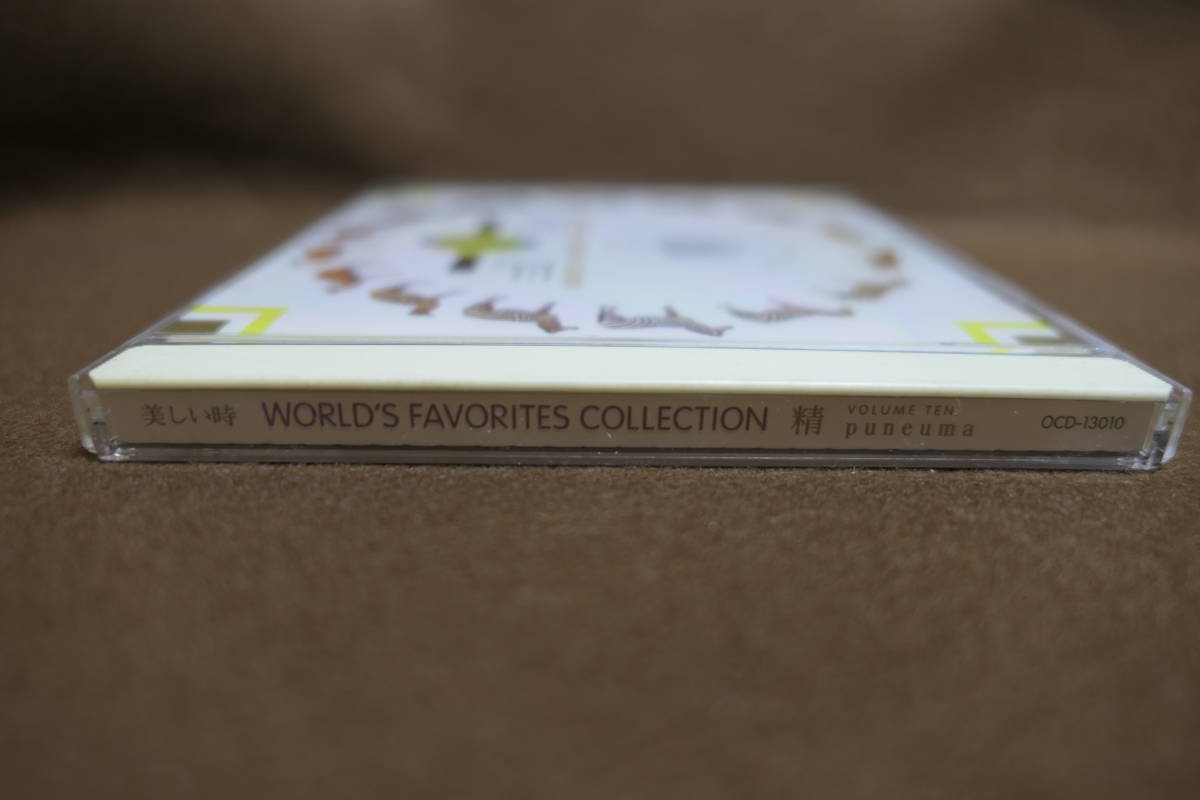 美しい時 WORLD'S FAVORITES COLLECTION 精 VOLUME TEN
puneuma
OCD-13010